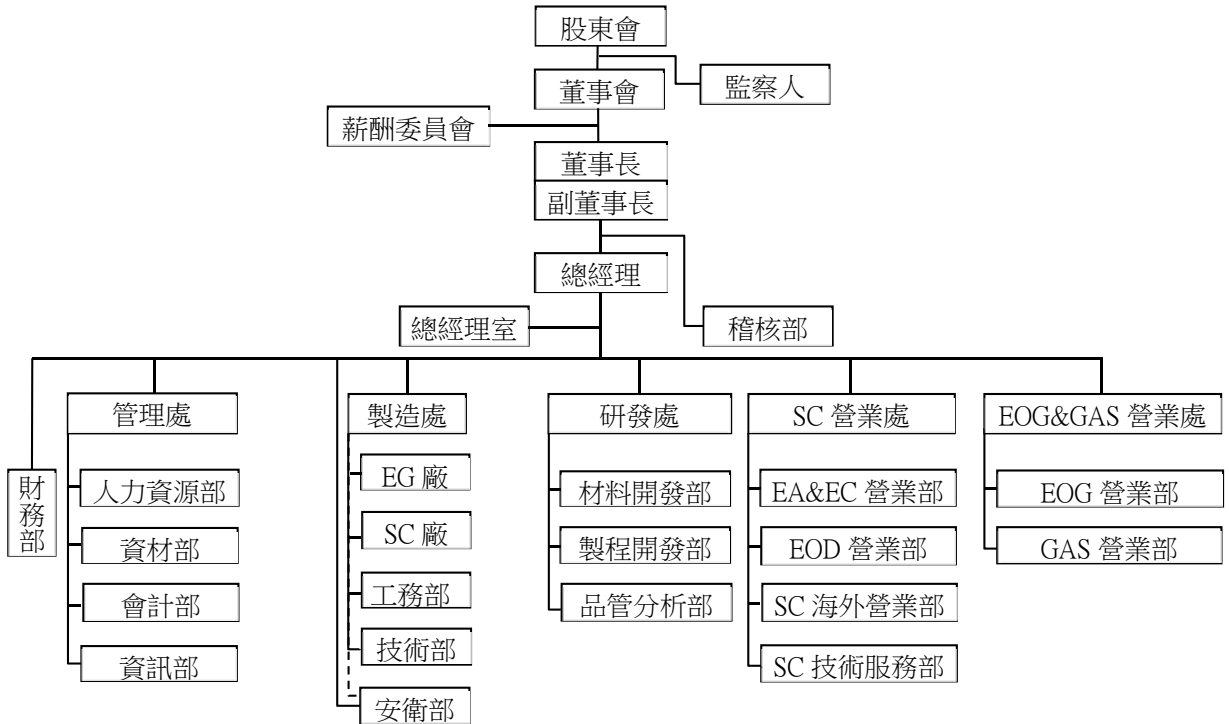 股東會
監察人
董事會
薪酬委員會
董事長
副董事長
總經理
總經理室
稽核部
管理處
製造處
研發處
SC 營業處
EOG&GAS 營業處
財務部
人力資源部
資材部
會計部
資訊部
EG 廠
SC 廠
工務部
技術部
安衛部
材料開發部
製程開發部
品管分析部
EA&EC 營業部
EOD 營業部
SC 海外營業部
SC 技術服務部
EOG 營業部
GAS 營業部